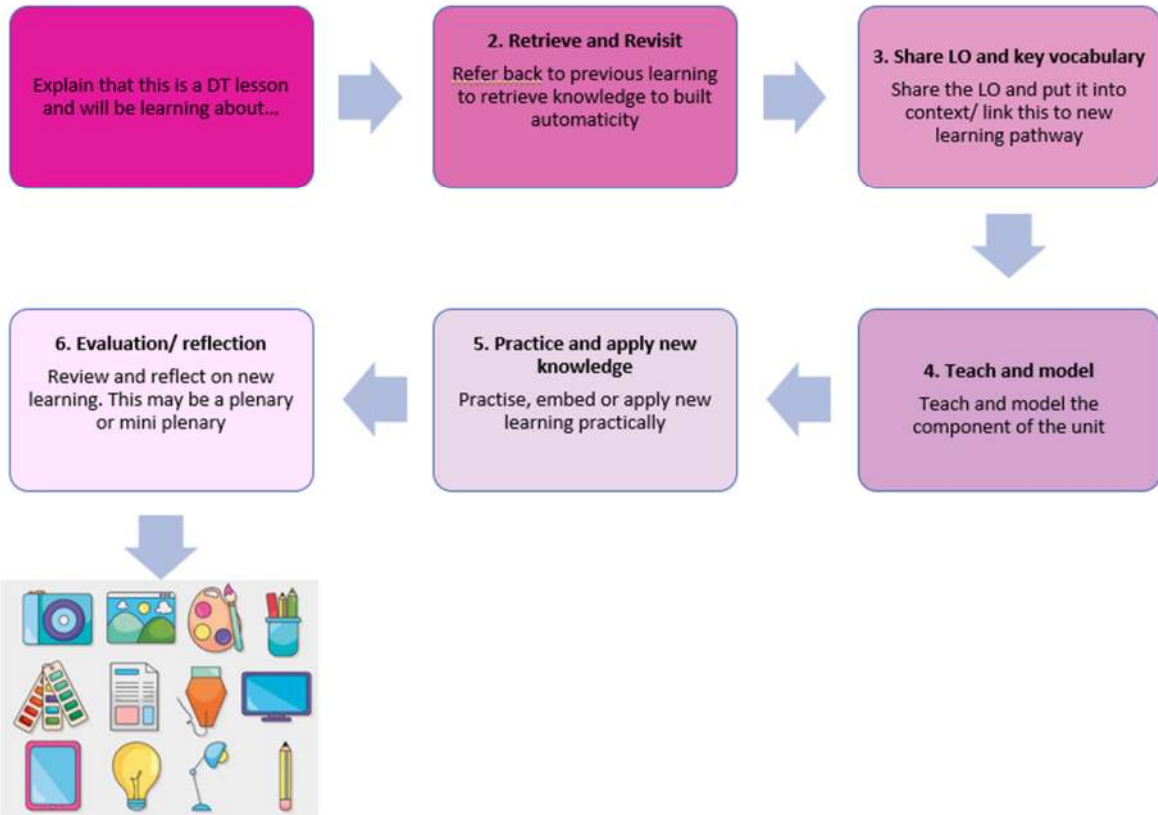 Explain that this is a DT lesson
and will be learning about...
2. Retrieve and Revisit
Refer back to previous learning
to retrieve knowledge to built
automaticity
3. Share LO and key vocabulary
Share the LO and put it into
context/ link this to new
learning pathway
4. Teach and model
Teach and model the
component of the unit
5. Practice and apply new
knowledge
Practise, embed or apply new
learning practically
6. Evaluation/ reflection
Review and reflect on new
learning. This may be a plenary
or mini plenary